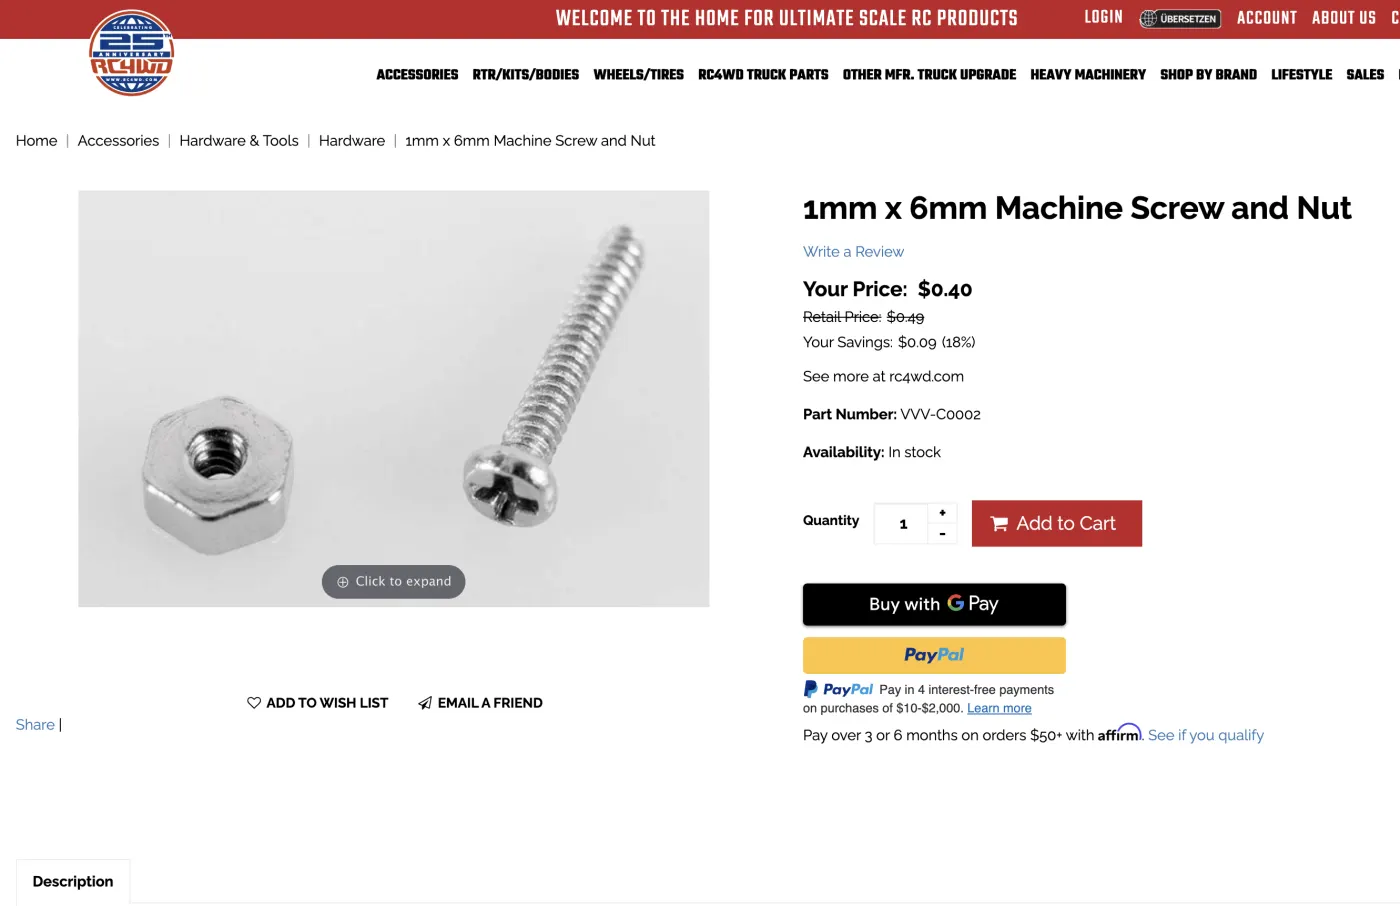 WELCOME TO THE HOME FOR ULTIMATE SCALE RC PRODUCTS
LOGIN ÜBERSETZEN ACCOUNT ABOUT US C
CELEBRATING
25 TM
ANNIVERSARY
RC4WD
WWW.RC4WD.COM
ACCESSORIES RTR/KITS/BODIES WHEELS/TIRES RC4WD TRUCK PARTS OTHER MFR. TRUCK UPGRADE HEAVY MACHINERY SHOP BY BRAND LIFESTYLE SALES
Home | Accessories | Hardware & Tools | Hardware | 1mm x 6mm Machine Screw and Nut
Click to expand
ADD TO WISH LIST EMAIL A FRIEND
Share |
1mm x 6mm Machine Screw and Nut
Write a Review
Your Price: $0.40
Retail Price: $0.49
Your Savings: $0.09 (18%)
See more at rc4wd.com
Part Number: VVV-C0002
Availability: In stock
Quantity 1 + - Add to Cart
Buy with G Pay
PayPal
PayPal Pay in 4 interest-free payments
on purchases of $10-$2,000. Learn more
Pay over 3 or 6 months on orders $50+ with affirm. See if you qualify
Description